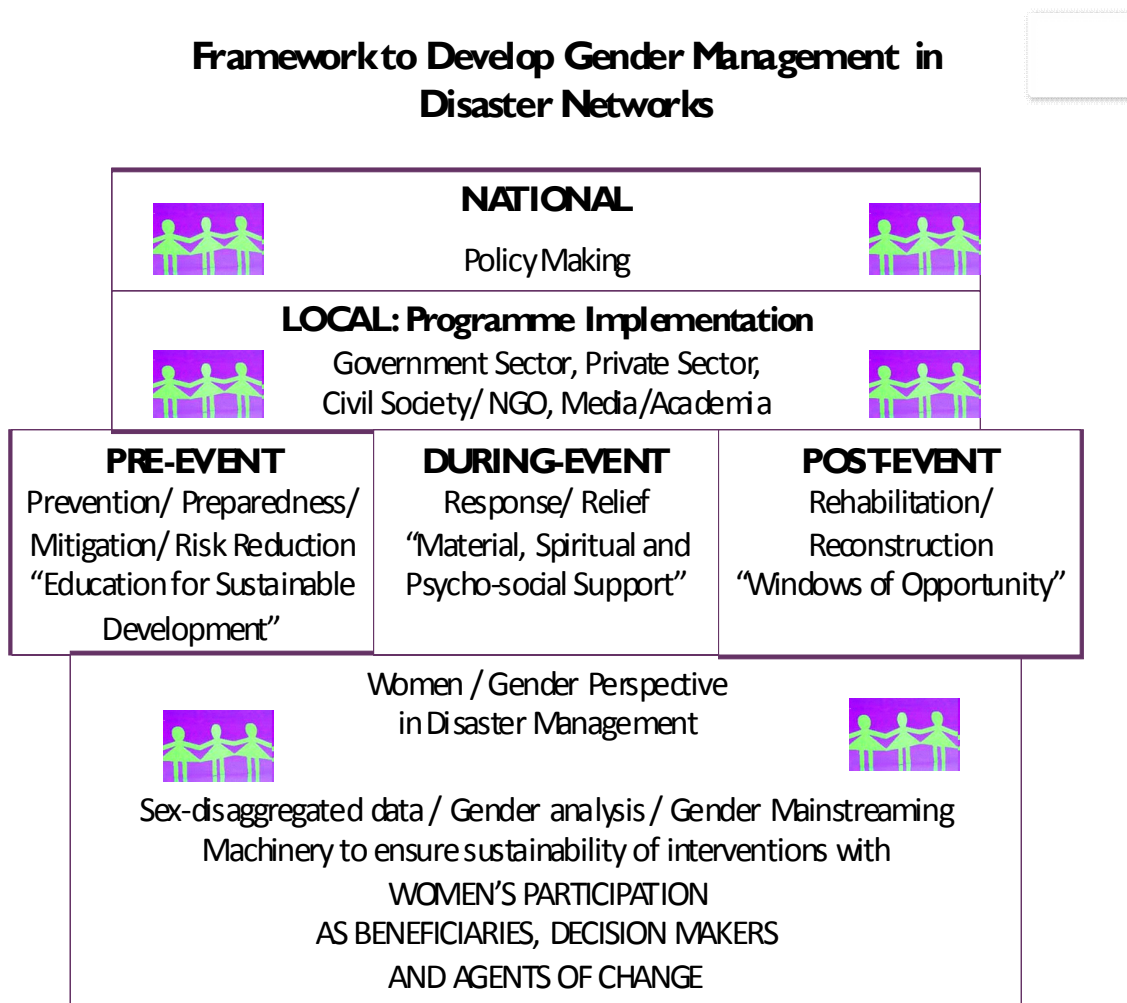 Framework to Develop Gender Management in
Disaster Networks
NATIONAL
Policy Making
LOCAL: Programme Implementation
Government Sector, Private Sector,
Civil Society/ NGO, Media/Academia
PRE-EVENT
Prevention/ Preparedness/
Mitigation/ Risk Reduction
“Education for Sustainable
Development”
DURING-EVENT
Response/ Relief
“Material, Spiritual and
Psycho-social Support”
POST-EVENT
Rehabilitation/
Reconstruction
“Windows of Opportunity”
Women / Gender Perspective
in Disaster Management
Sex-disaggregated data / Gender analysis / Gender Mainstreaming
Machinery to ensure sustainability of interventions with
WOMEN’S PARTICIPATION
AS BENEFICIARIES, DECISION MAKERS
AND AGENTS OF CHANGE